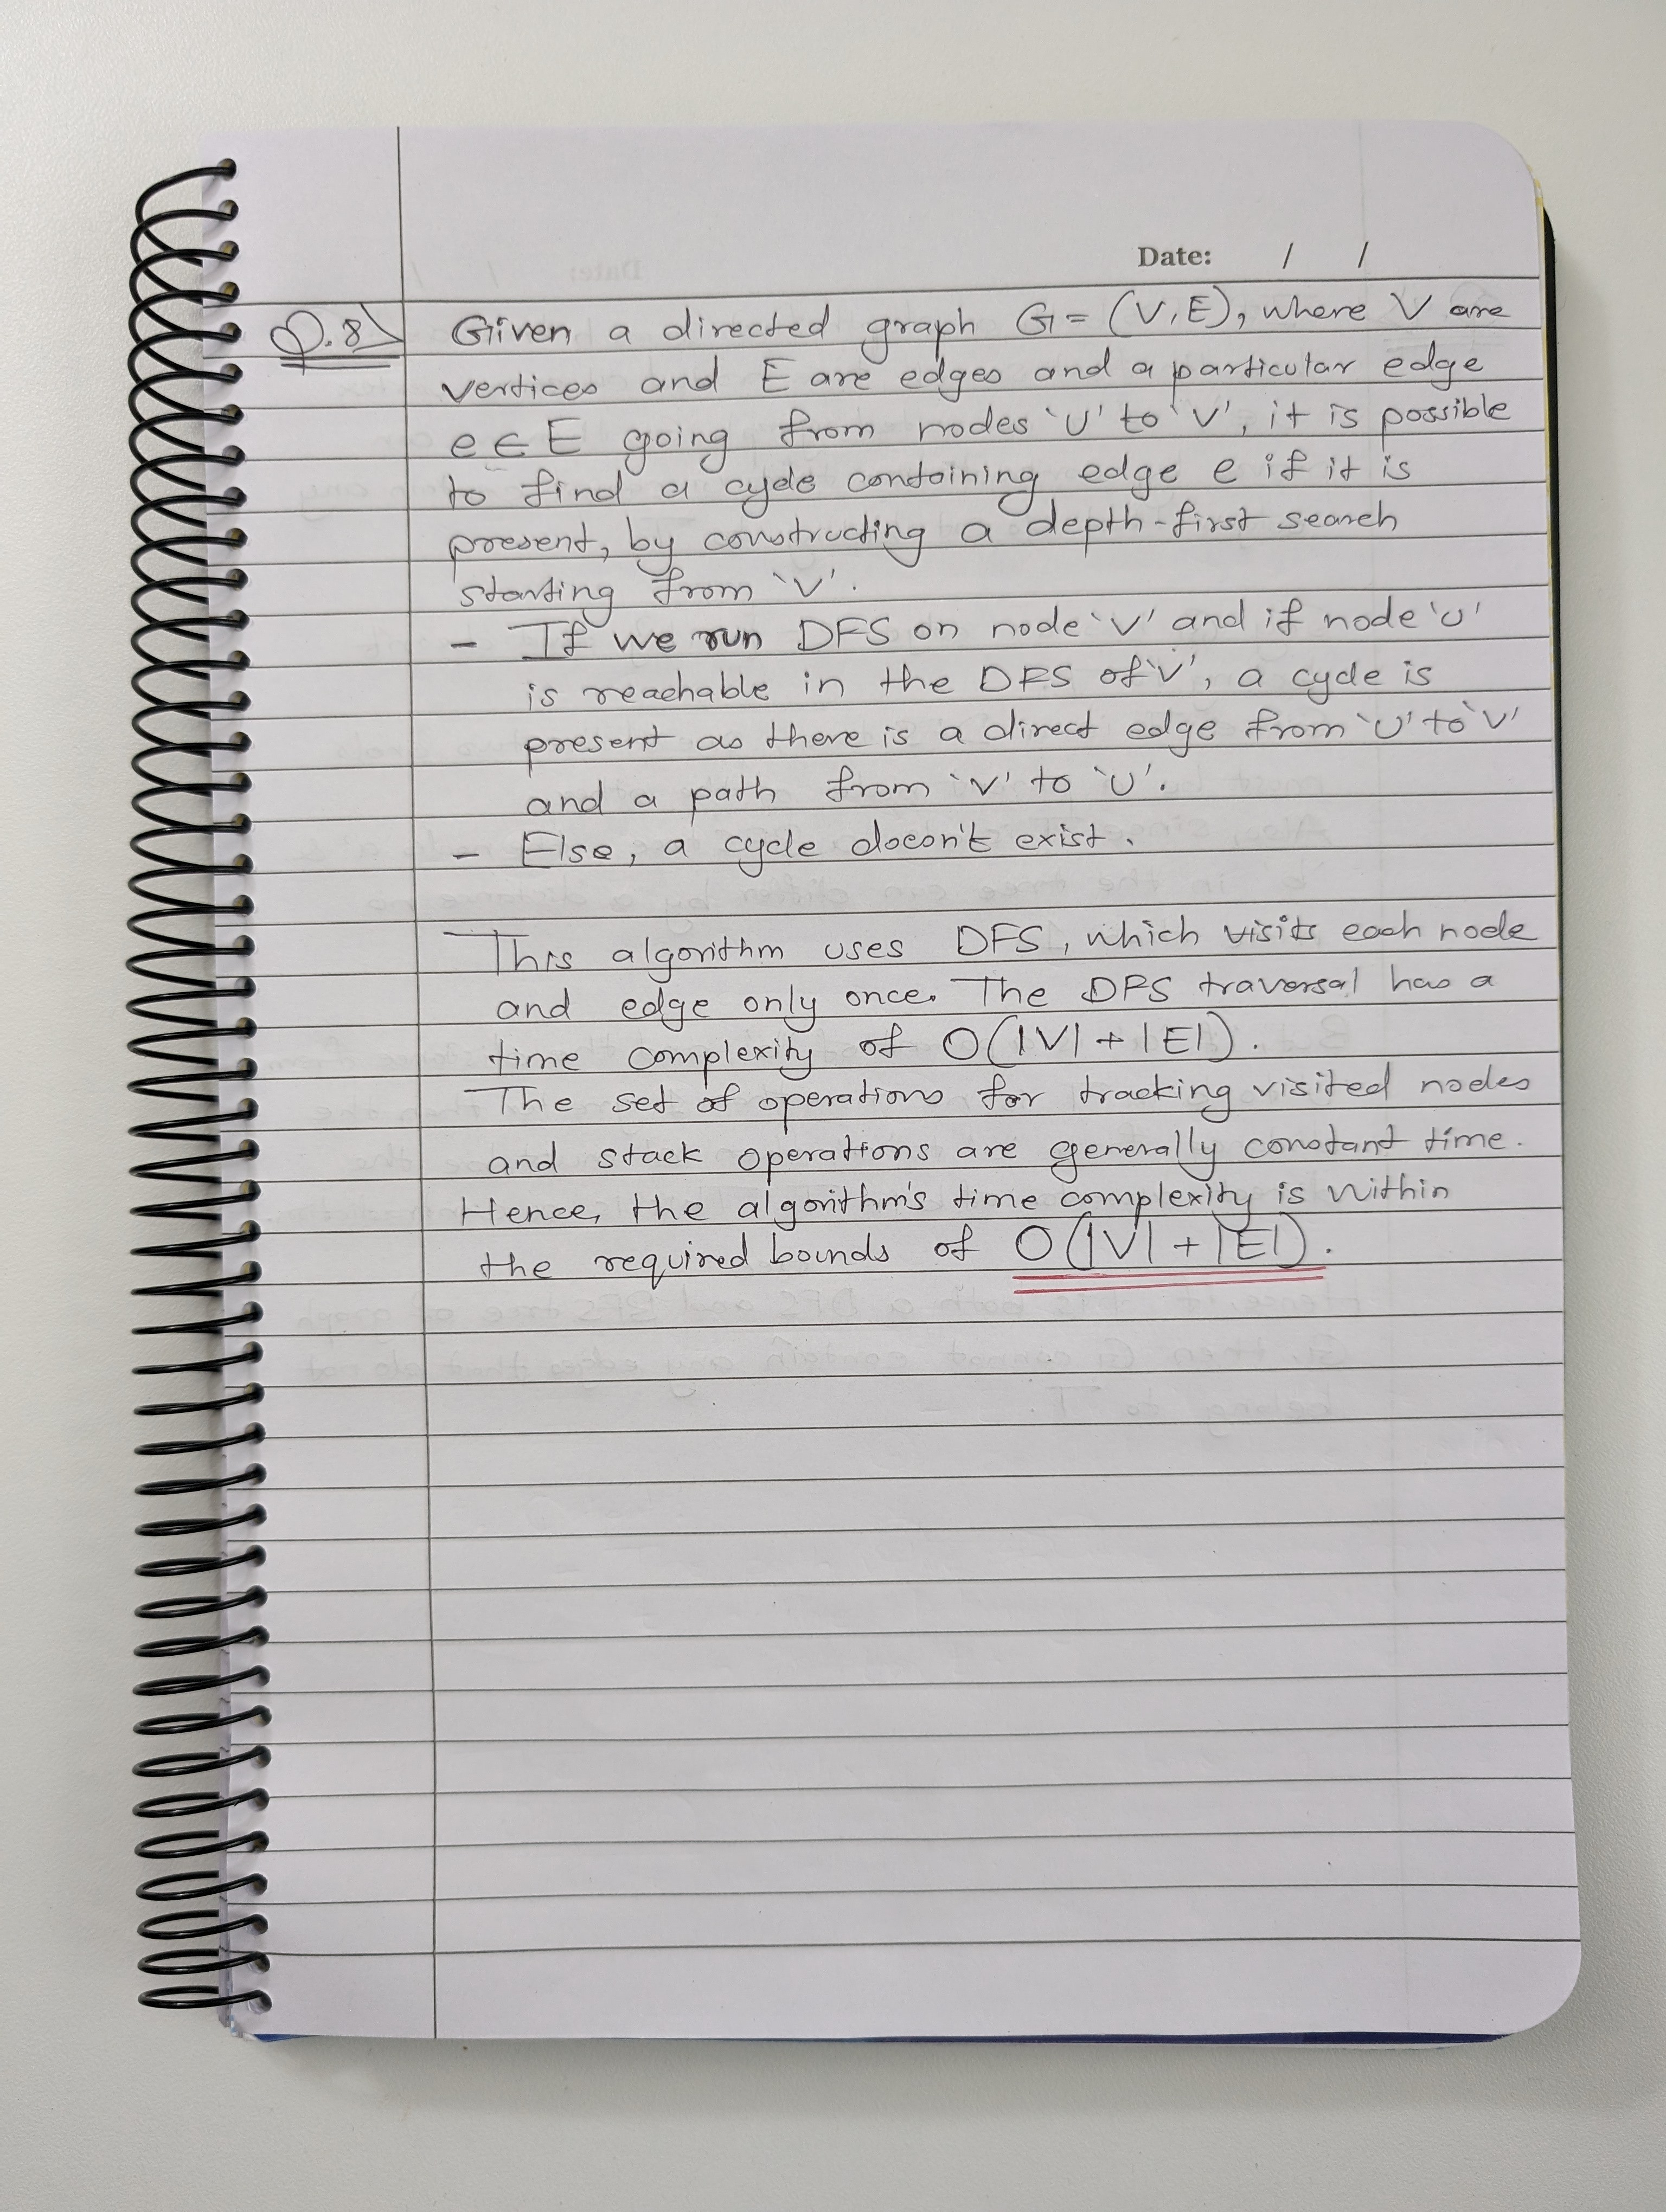 Date: / /
Q.8) Given a directed graph G = (V, E), where V are
vertices and E are edges and a particular edge
e ∈ E going from nodes 'U' to 'V', it is possible
to find a cycle containing edge e if it is
present, by constructing a depth-first search
starting from 'V'.
- If we run DFS on node 'V' and if node 'U'
is reachable in the DFS of 'V', a cycle is
present as there is a direct edge from 'U' to 'V'
and a path from 'V' to 'U'.
- Else, a cycle doesn't exist.
This algorithm uses DFS, which visits each node
and edge only once. The DFS traversal has a
time complexity of O(|V| + |E|).
The set of operations for tracking visited nodes
and stack operations are generally constant time.
Hence, the algorithm's time complexity is within
the required bounds of O(|V| + |E|).